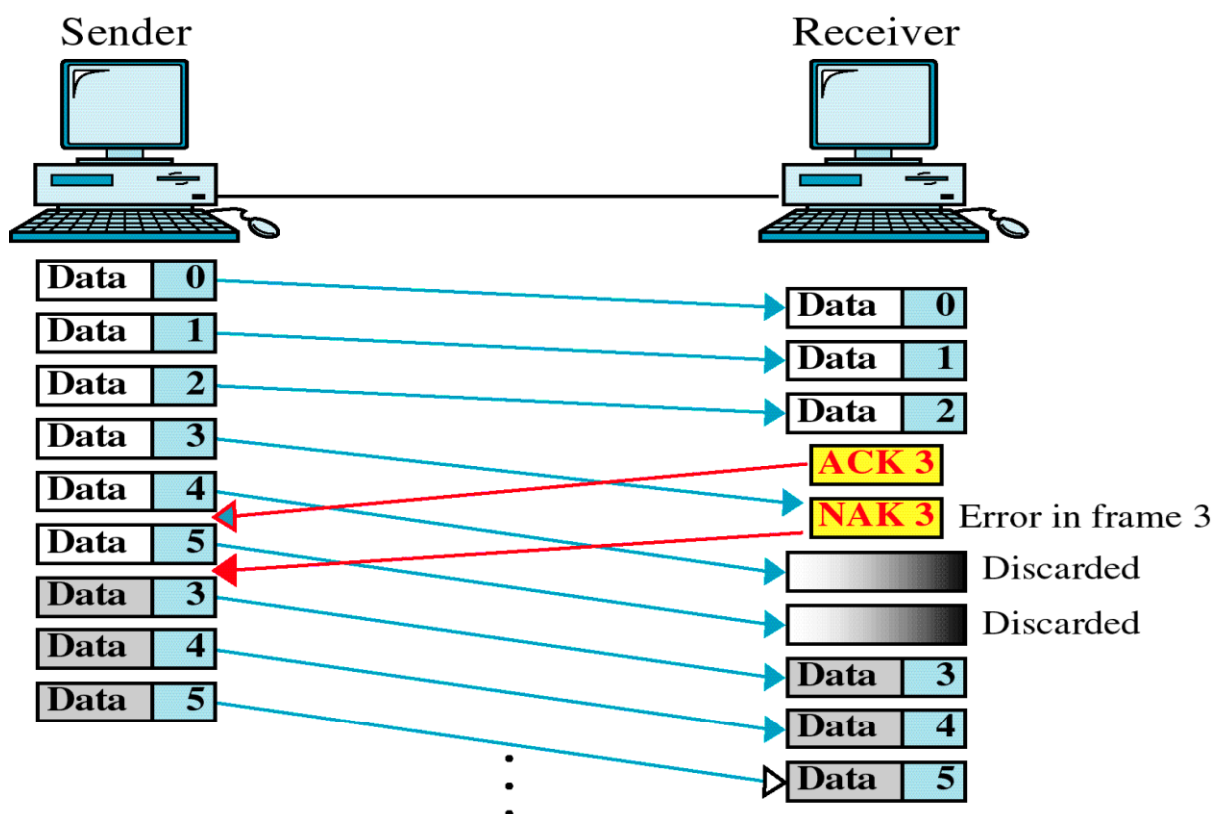 Sender
Receiver
Data 0
Data 1
Data 2
Data 3
Data 4
Data 5
Data 3
Data 4
Data 5
Data 0
Data 1
Data 2
ACK 3
NAK 3 Error in frame 3
Discarded
Discarded
Data 3
Data 4
Data 5